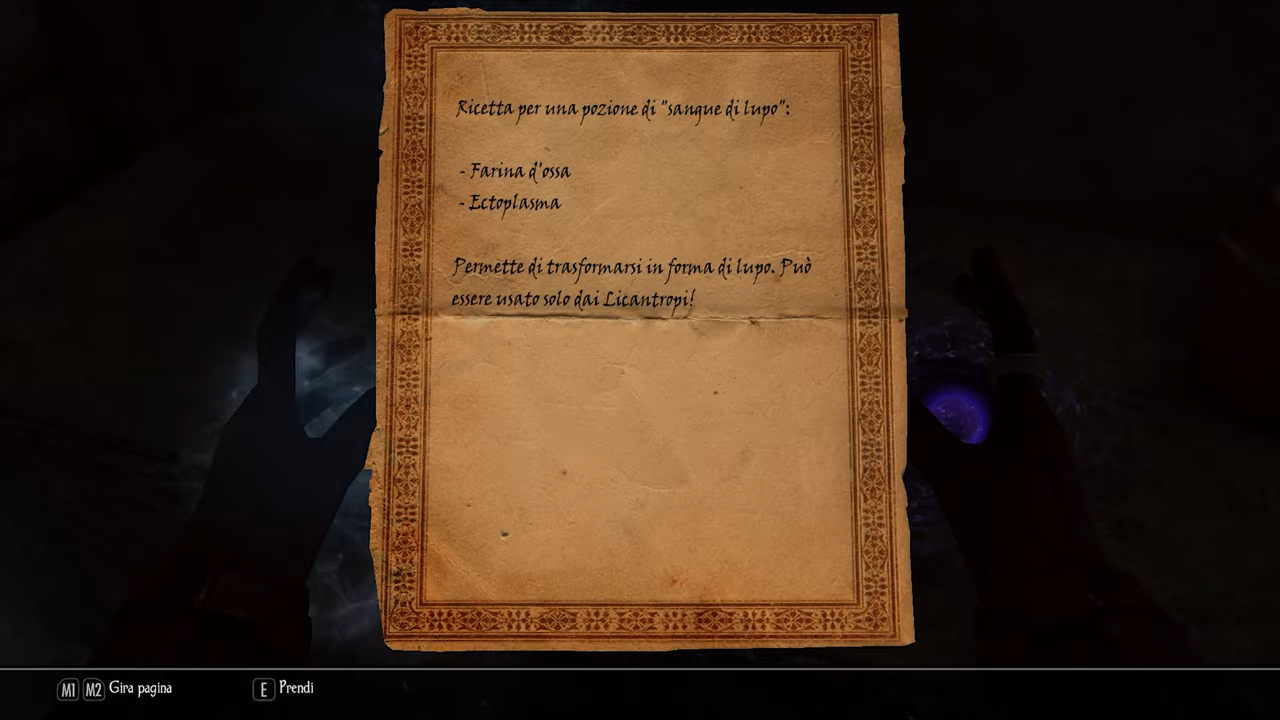 Ricetta per una pozione di "sangue di lupo":
- Farina d'ossa
- Ectoplasma
Permette di trasformarsi in forma di lupo. Può
essere usato solo dai Licantropi!
M1 M2 Gira pagina
E Prendi